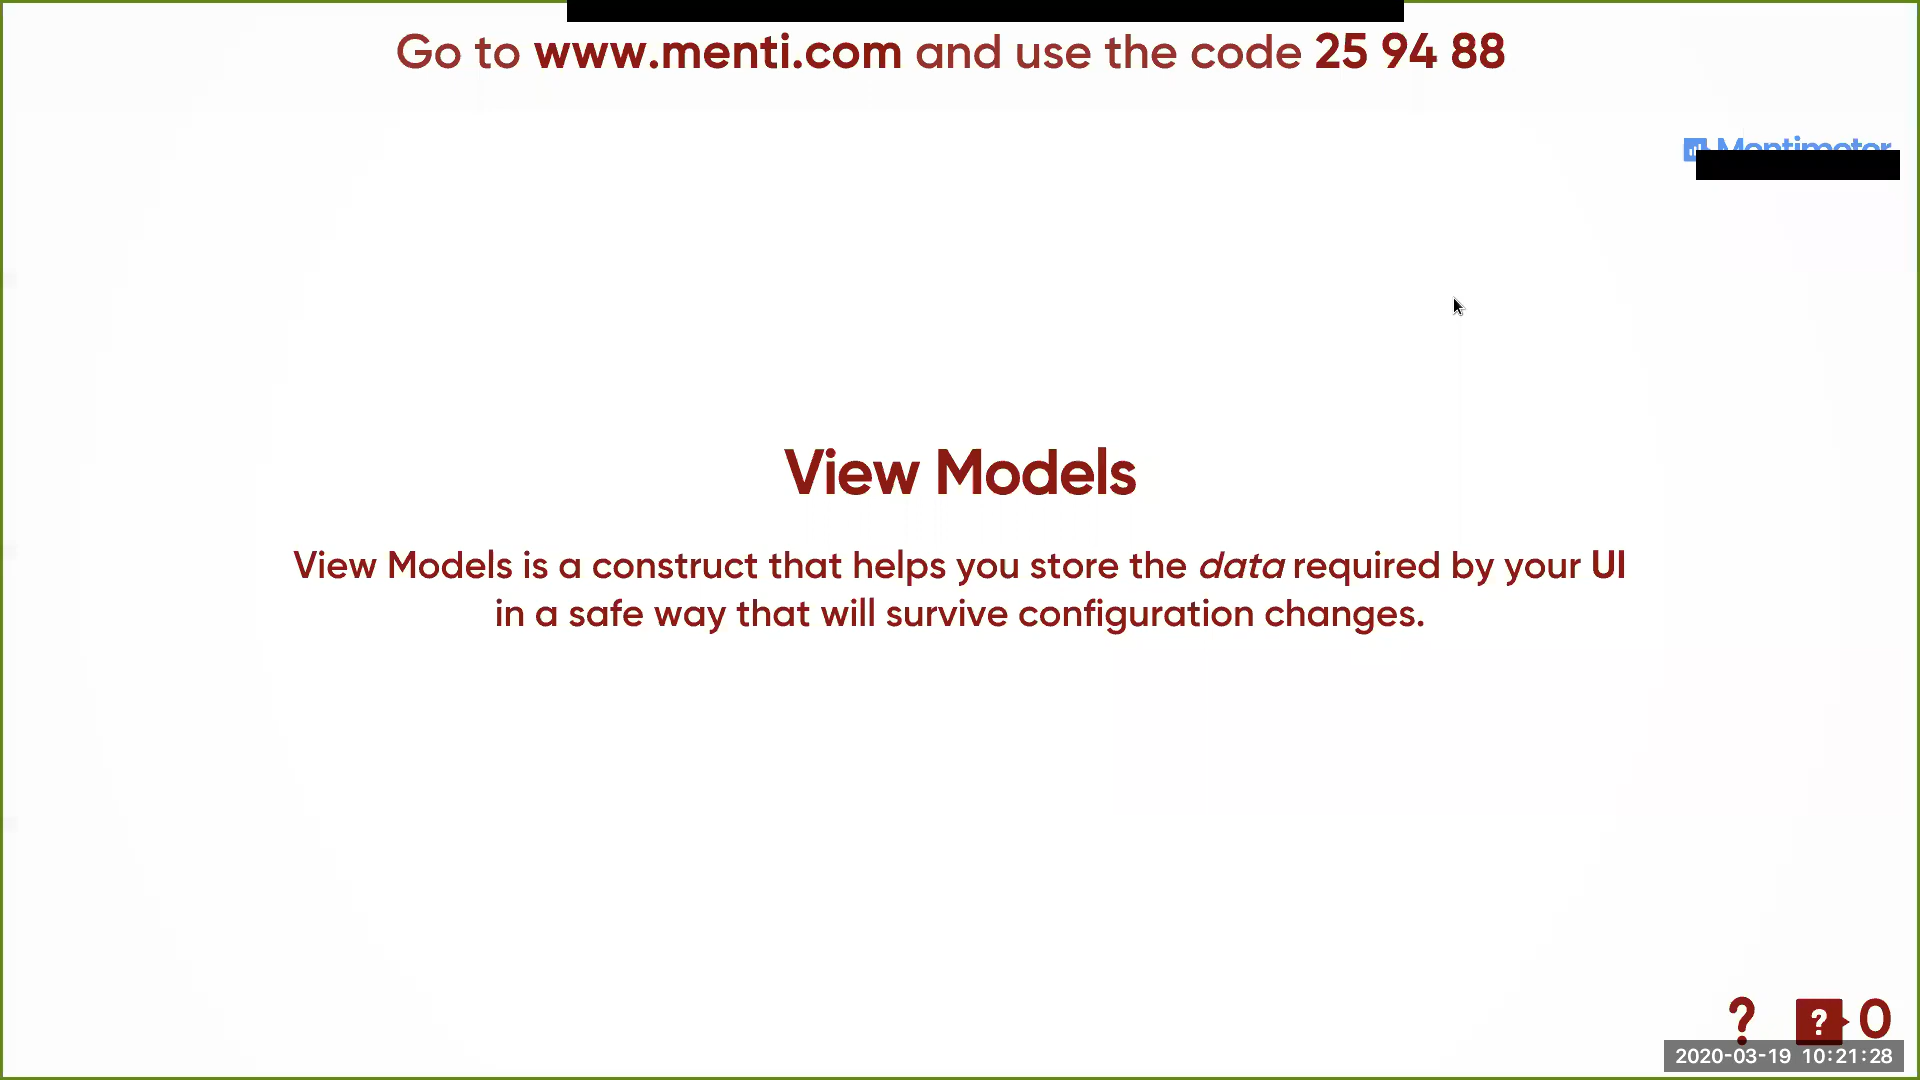 Go to www.menti.com and use the code 25 94 88
Mentimeter
View Models
View Models is a construct that helps you store the data required by your UI
in a safe way that will survive configuration changes.
? ? 0
2020-03-19 10:21:28